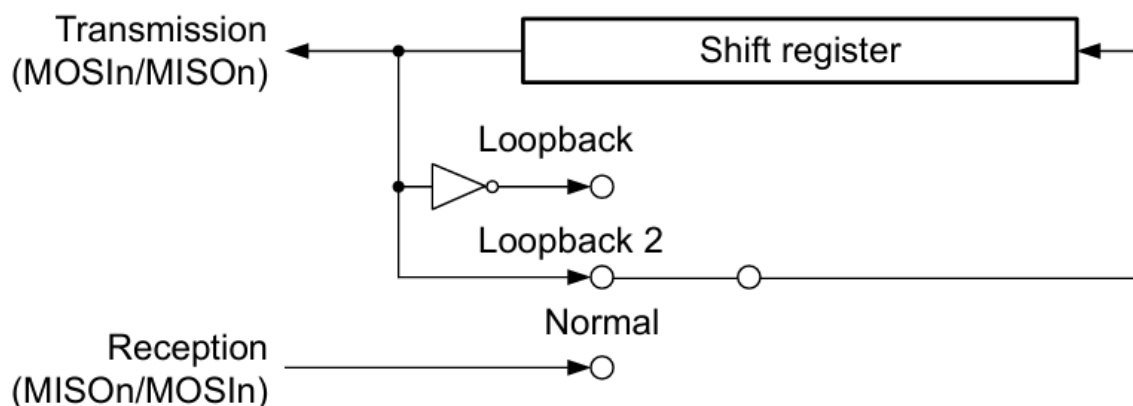 Transmission
(MOSIn/MISOn)
Shift register
Loopback
Loopback 2
Normal
Reception
(MISOn/MOSIn)